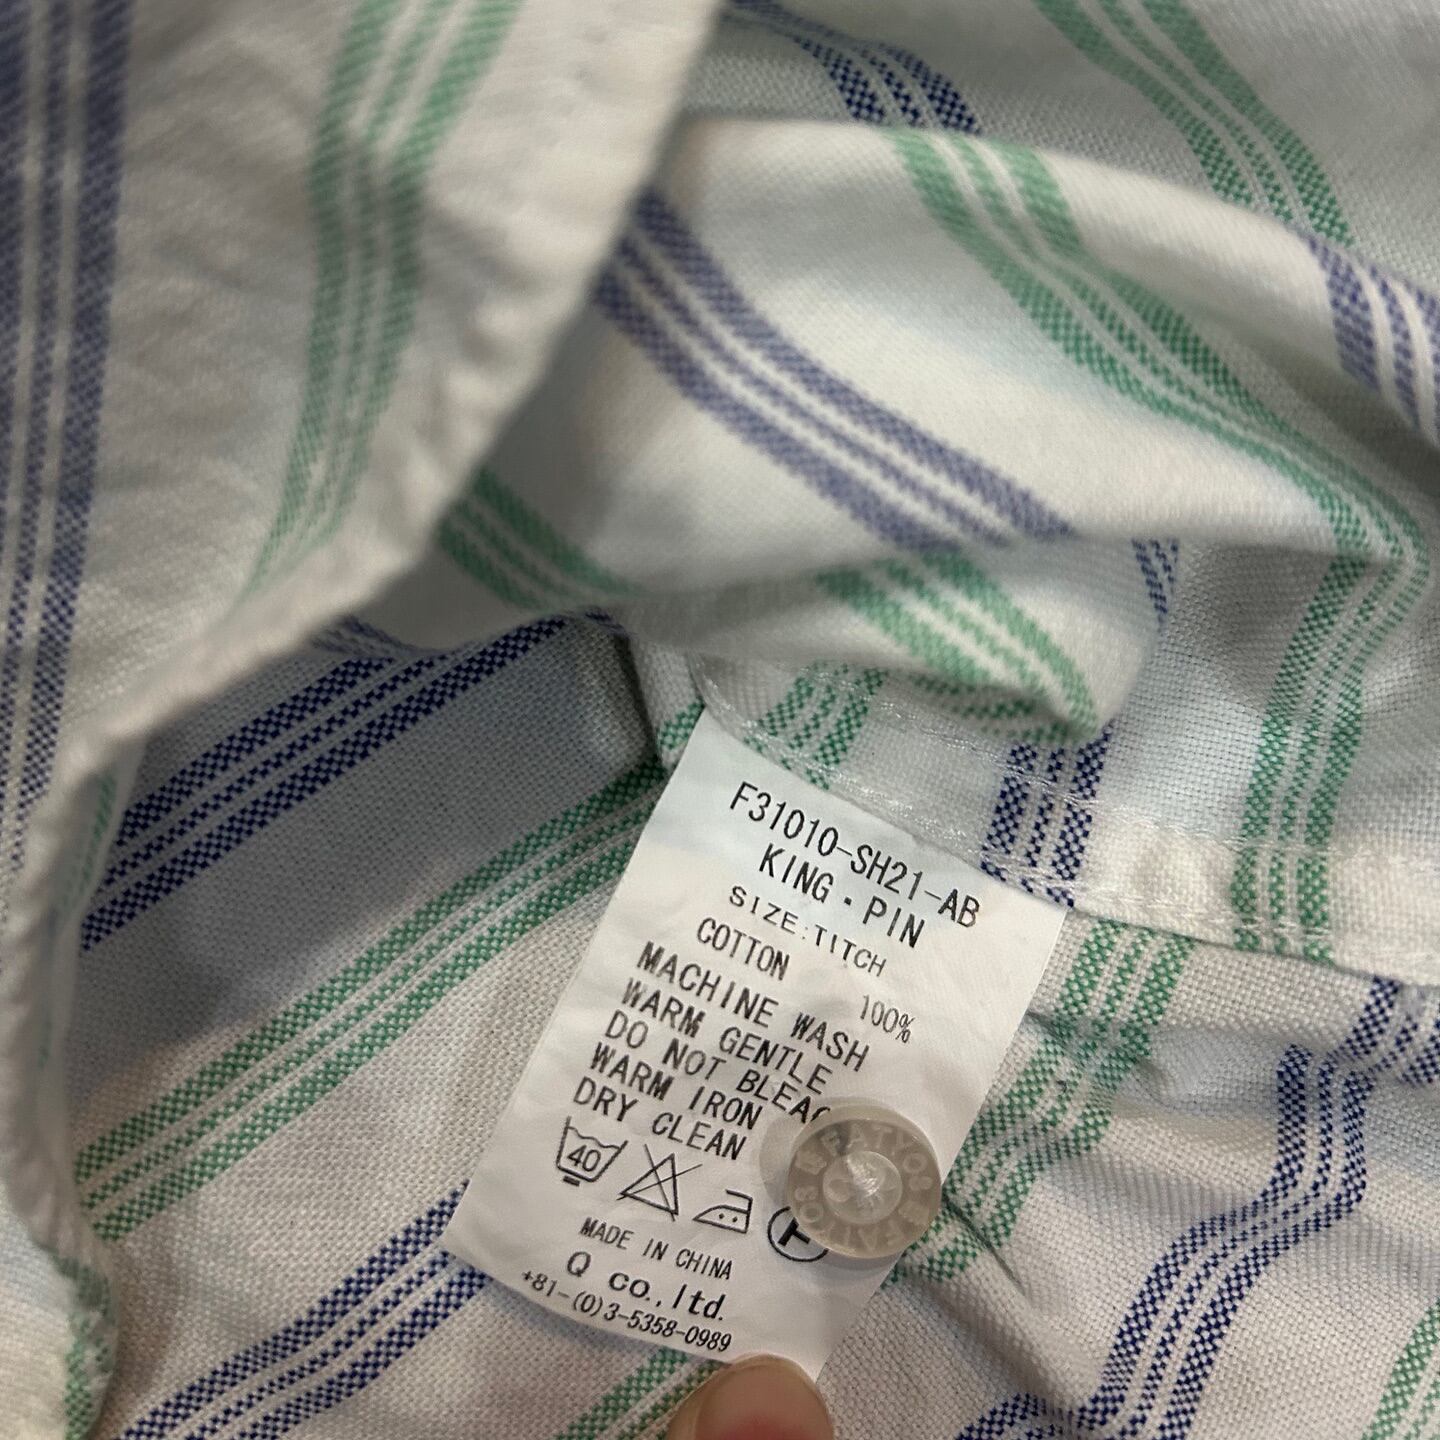 F31010-SH21-AB
KING・PIN
SIZE:TITCH
COTTON 100%
MACHINE WASH
WARM GENTLE
DO NOT
WARM IRON
DRY CLEAN
40
MADE IN CHINA
Q co.,ltd.
+81-(0)3-5358-0989
FATYO